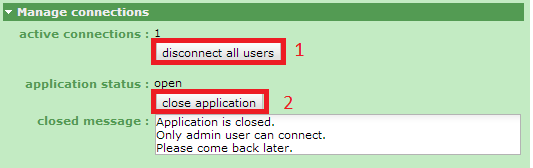 Manage connections
active connections : 1
disconnect all users 1
application status : open
close application 2
closed message : Application is closed.
Only admin user can connect.
Please come back later.